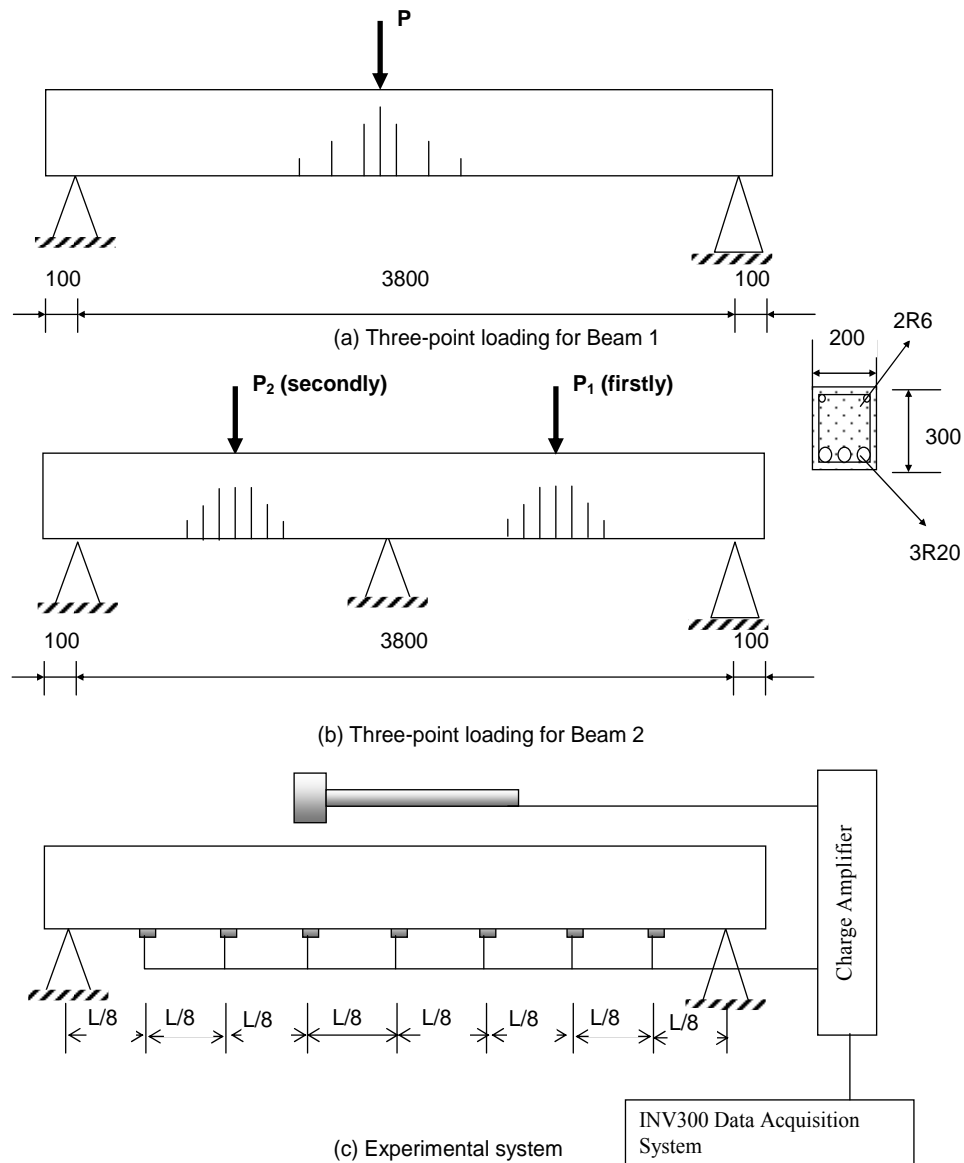 P
100
3800
100
(a) Three-point loading for Beam 1
2R6
200
300
3R20
P₂ (secondly)
P₁ (firstly)
100
3800
100
(b) Three-point loading for Beam 2
Charge Amplifier
L/8
L/8
L/8
L/8
L/8
L/8
L/8
L/8
INV300 Data Acquisition
System
(c) Experimental system